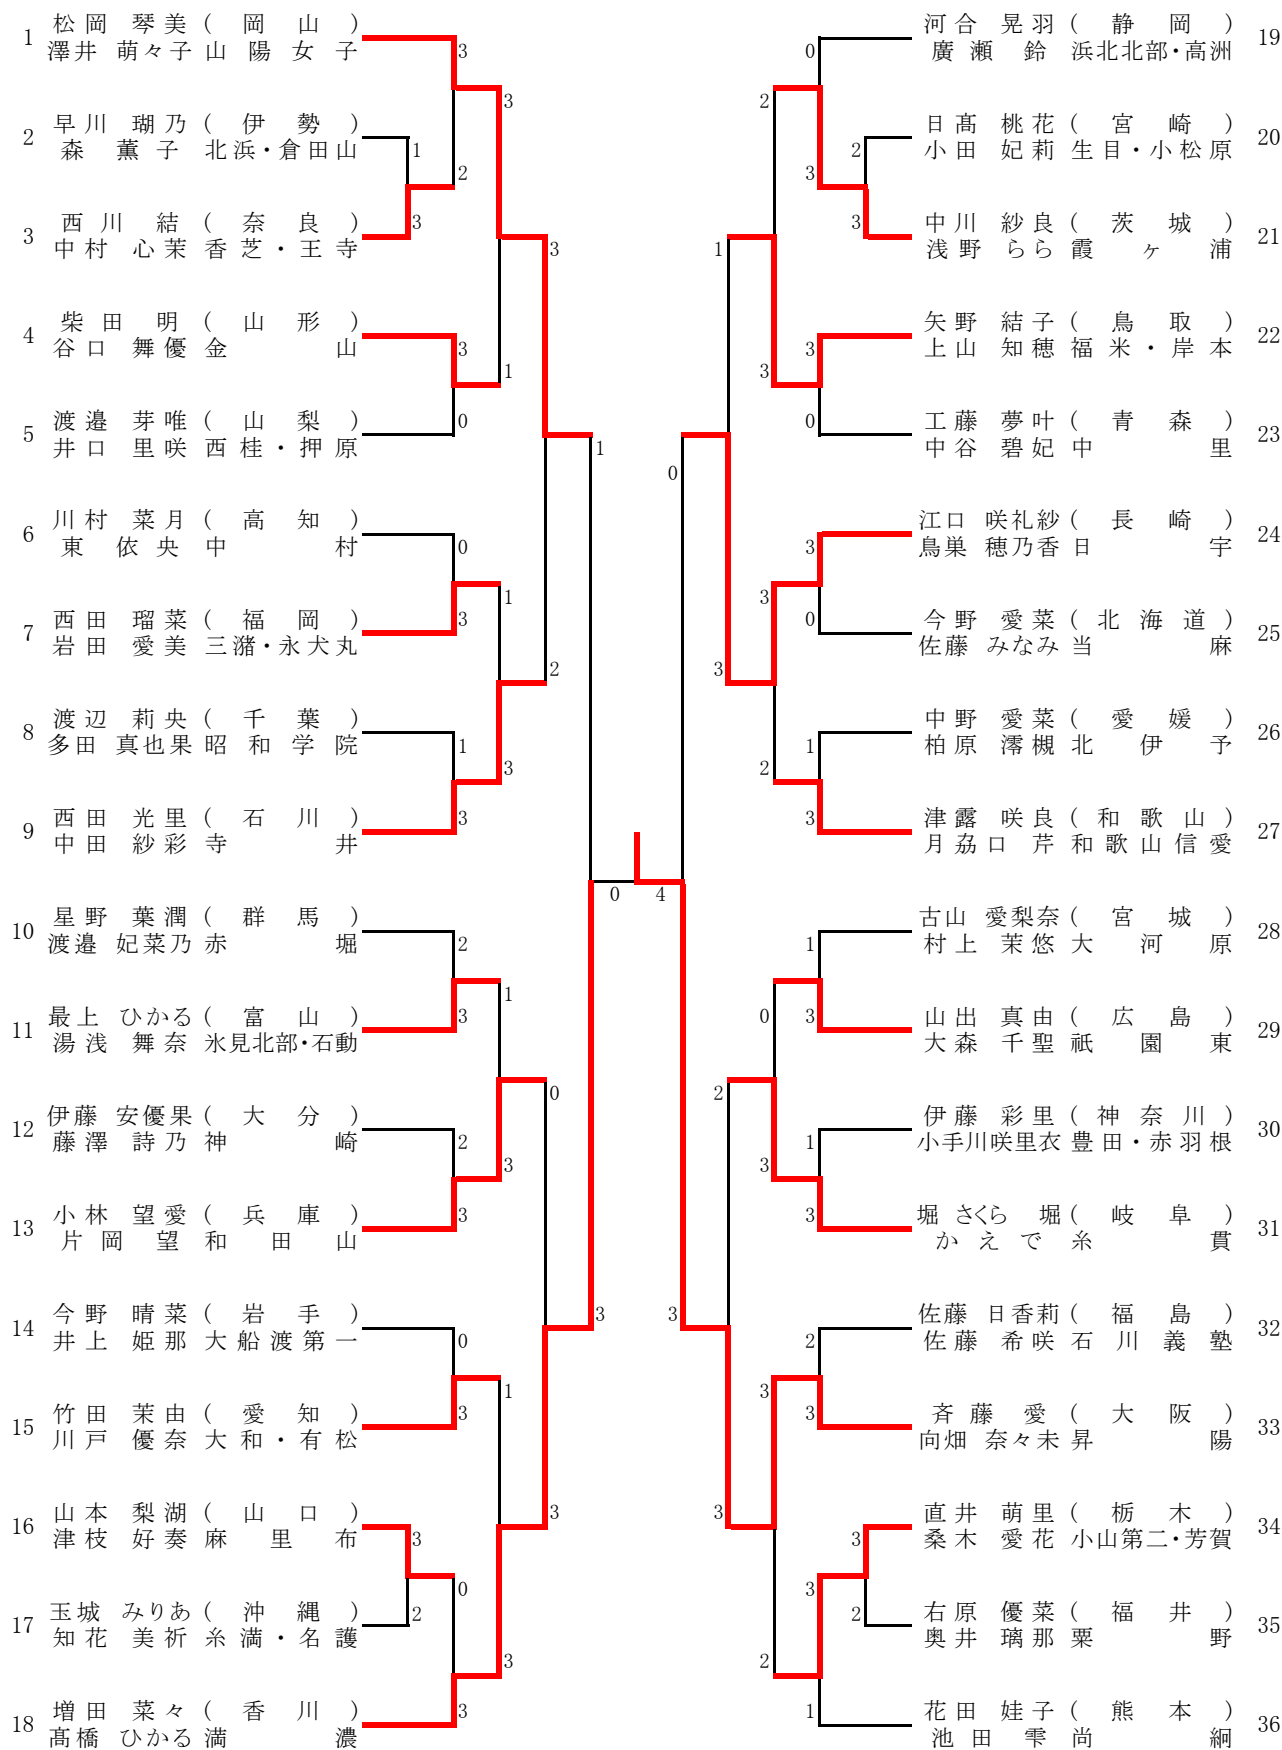 1 松岡 琴美 ( 岡 山 )
澤井 萌々子 山陽女子
2 早川 瑚乃 ( 伊 勢 )
森 薫子 北浜・倉田山
3 西川 結 ( 奈 良 )
中村 心茉 香芝・王寺
4 柴田 明 ( 山 形 )
谷口 舞優 金 山
5 渡邉 芽唯 ( 山 梨 )
井口 里咲 西桂・押原
6 川村 菜月 ( 高 知 )
東 依央 中 村
7 西田 瑠菜 ( 福 岡 )
岩田 愛美 三潴・永犬丸
8 渡辺 莉央 ( 千 葉 )
多田 真也果 昭和学院
9 西田 光里 ( 石 川 )
中田 紗彩 寺 井
10 星野 葉潤 ( 群 馬 )
渡邉 妃菜乃 赤 堀
11 最上 ひかる ( 富 山 )
湯浅 舞奈 氷見北部・石動
12 伊藤 安優果 ( 大 分 )
藤澤 詩乃 神 崎
13 小林 望愛 ( 兵 庫 )
片岡 望 和田山
14 今野 晴菜 ( 岩 手 )
井上 姫那 大船渡第一
15 竹田 茉由 ( 愛 知 )
川戸 優奈 大和・有松
16 山本 梨湖 ( 山 口 )
津枝 好奏 麻里布
17 玉城 みりあ ( 沖 縄 )
知花 美祈 糸満・名護
18 増田 菜々 ( 香 川 )
髙橋 ひかる 満 濃
3
1
3
2
3
0
0
3
1
3
2
3
2
3
0
3
3
2
0
3
3
1
1
3
1
3
1
3
3
2
0
3
1
3
0 4
0
3
1
3
2
3
2
3
3
2
0
3
3
0
2
3
3
0
3
0
1
3
1
3
1
3
2
3
3
2
3
1
河合 晃羽 ( 静 岡 ) 19
廣瀬 鈴 浜北北部・高洲
日髙 桃花 ( 宮 崎 ) 20
小田 妃莉 生目・小松原
中川 紗良 ( 茨 城 ) 21
浅野 らら 霞ヶ浦
矢野 結子 ( 鳥 取 ) 22
上山 知穂 福米・岸本
工藤 夢叶 ( 青 森 ) 23
中谷 碧妃 中 里
江口 咲礼紗 ( 長 崎 ) 24
鳥巣 穂乃香 日 宇
今野 愛菜 ( 北 海 道 ) 25
佐藤 みなみ 当 麻
中野 愛菜 ( 愛 媛 ) 26
柏原 澪槻 北伊予
津露 咲良 ( 和 歌 山 ) 27
月劦口 芹 和歌山信愛
古山 愛梨奈 ( 宮 城 ) 28
村上 茉悠 大河原
山出 真由 ( 広 島 ) 29
大森 千聖 祇園東
伊藤 彩里 ( 神 奈 川 ) 30
小手川咲里衣 豊田・赤羽根
堀 さくら 堀 ( 岐 阜 ) 31
かえで 糸 貫
佐藤 日香莉 ( 福 島 ) 32
佐藤 希咲 石川義塾
斉藤 愛 ( 大 阪 ) 33
向畑 奈々未 昇 陽
直井 萌里 ( 栃 木 ) 34
桑木 愛花 小山第二・芳賀
右原 優菜 ( 福 井 ) 35
奥井 璃那 粟 野
花田 娃子 ( 熊 本 ) 36
池田 雫 尚 絅